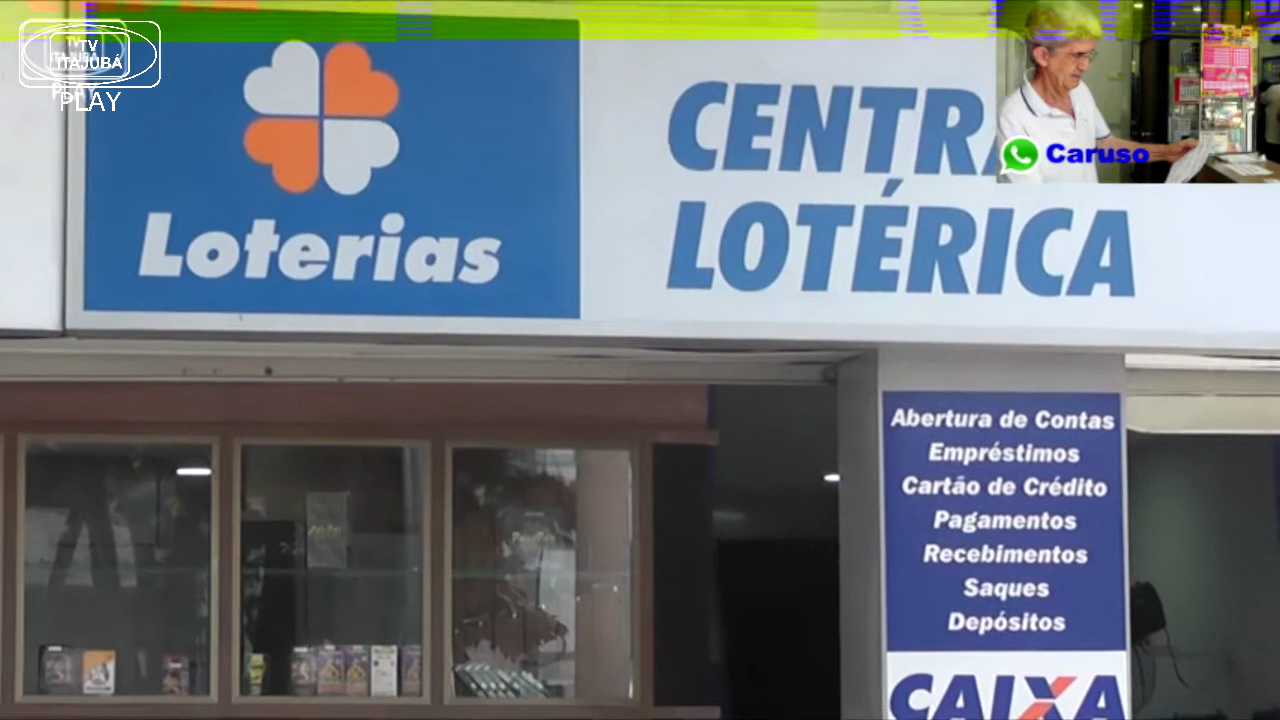 TV
ITAJUBÁ
PLAY
Loterias
CENTRA
LOTÉRICA
Caruso
Abertura de Contas
Empréstimos
Cartão de Crédito
Pagamentos
Recebimentos
Saques
Depósitos
CAIXA